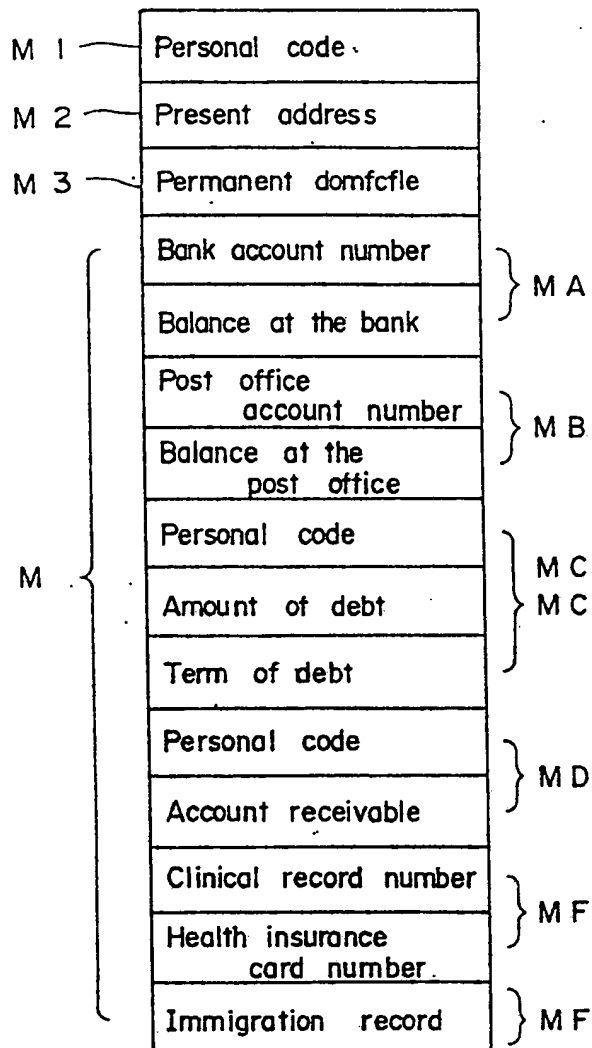 M 1 Personal code
M 2 Present address
M 3 Permanent domfcfle
Bank account number
M A
Balance at the bank
Post office
account number
M B
Balance at the
post office
Personal code
M C
M
Amount of debt
M C
Term of debt
Personal code
M D
Account receivable
Clinical record number
M F
Health insurance
card number.
Immigration record M F